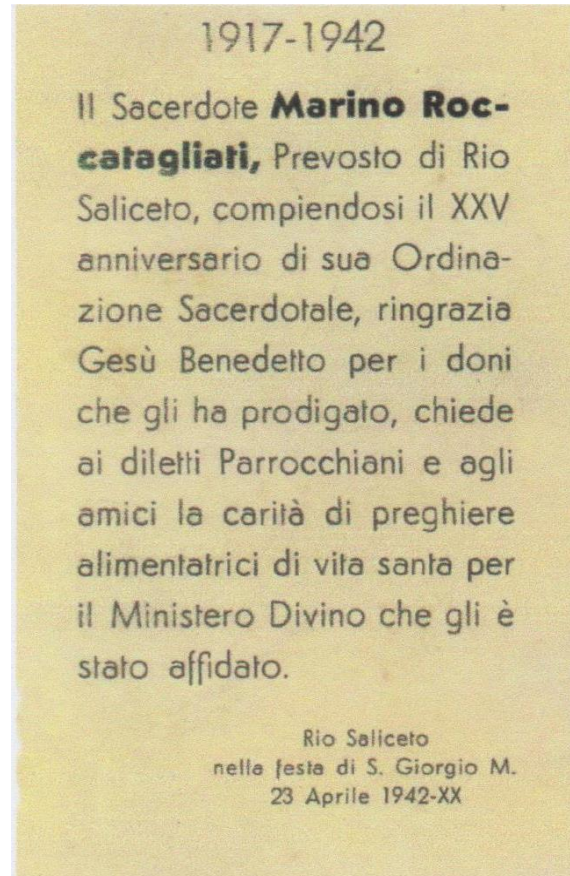 1917-1942
Il Sacerdote Marino Roc-
catagliati, Prevosto di Rio
Saliceto, compiendosi il XXV
anniversario di sua Ordina-
zione Sacerdotale, ringrazia
Gesù Benedetto per i doni
che gli ha prodigato, chiede
ai diletti Parrocchiani e agli
amici la carità di preghiere
alimentatrici di vita santa per
il Ministero Divino che gli è
stato affidato.
Rio Saliceto
nella festa di S. Giorgio M.
23 Aprile 1942-XX